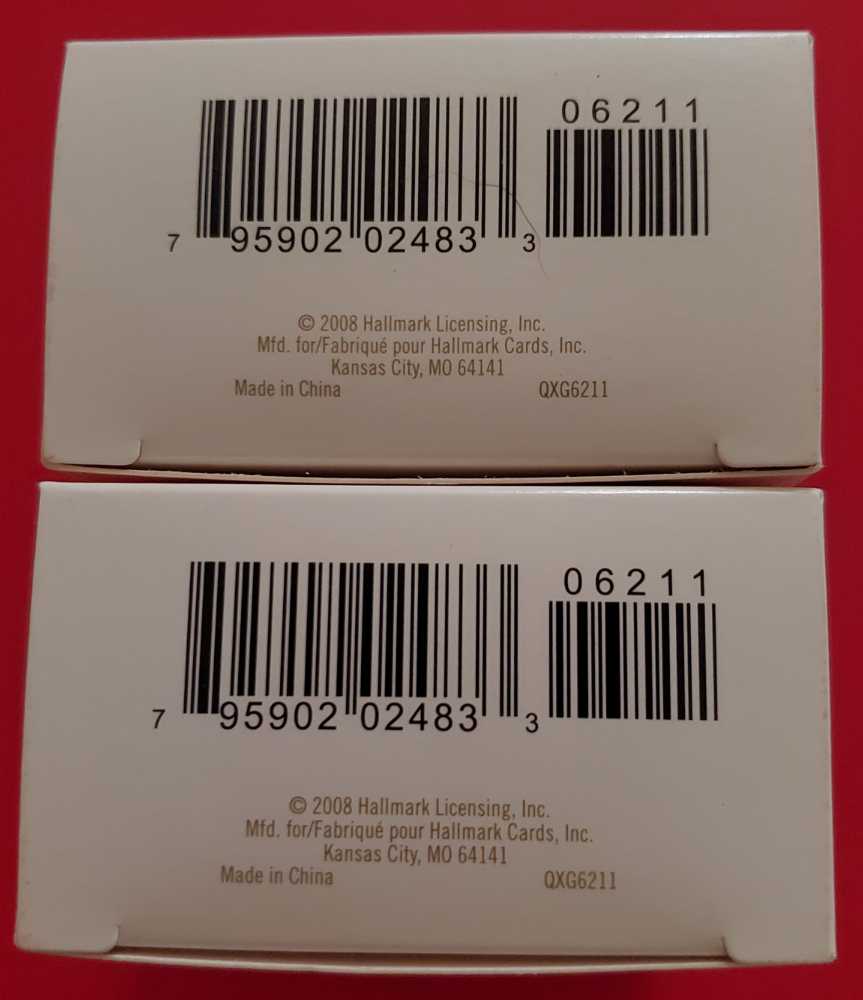 06211
7 95902 02483 3
© 2008 Hallmark Licensing, Inc.
Mfd. for/Fabriqué pour Hallmark Cards, Inc.
Kansas City, MO 64141
Made in China QXG6211
06211
7 95902 02483 3
© 2008 Hallmark Licensing, Inc.
Mfd. for/Fabriqué pour Hallmark Cards, Inc.
Kansas City, MO 64141
Made in China QXG6211